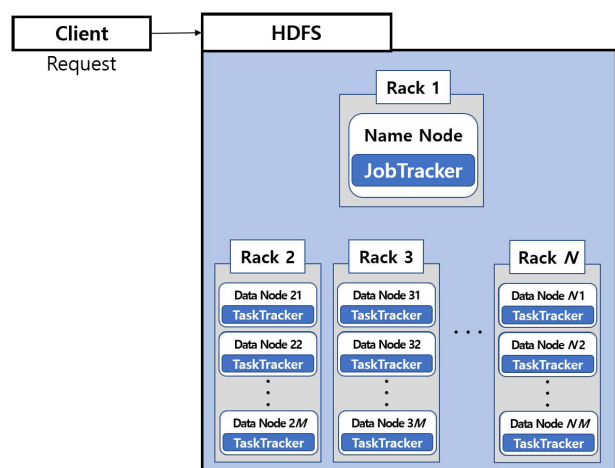 Client
HDFS
Request
Rack 1
Name Node
JobTracker
Rack 2
Rack 3
Rack N
Data Node 21
TaskTracker
Data Node 22
TaskTracker
Data Node 2M
TaskTracker
Data Node 31
TaskTracker
Data Node 32
TaskTracker
Data Node 3M
TaskTracker
. . .
Data Node N1
TaskTracker
Data Node N2
TaskTracker
Data Node NM
TaskTracker